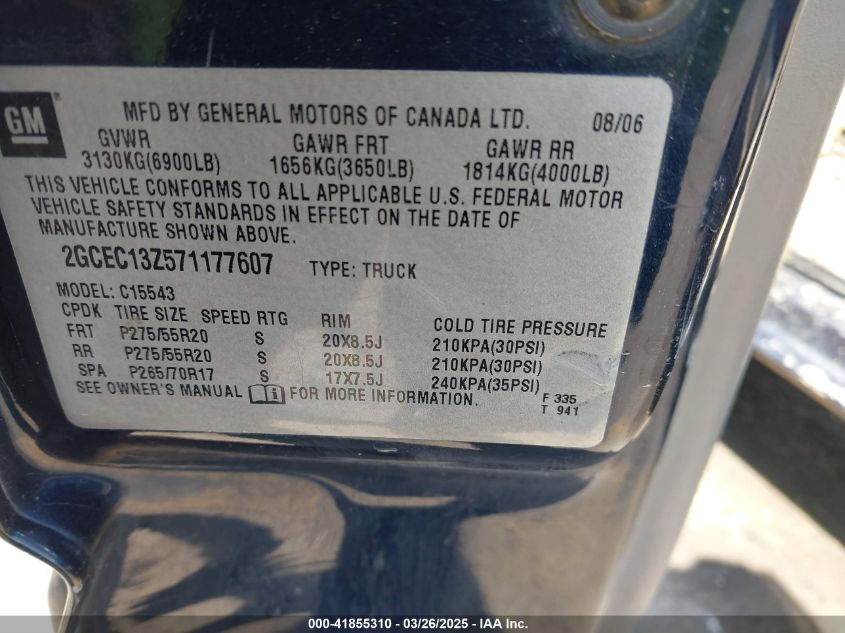 GM
MFD BY GENERAL MOTORS OF CANADA LTD. 08/06
GVWR GAWR FRT GAWR RR
3130KG(6900LB) 1656KG(3650LB) 1814KG(4000LB)
THIS VEHICLE CONFORMS TO ALL APPLICABLE U.S. FEDERAL MOTOR
VEHICLE SAFETY STANDARDS IN EFFECT ON THE DATE OF
MANUFACTURE SHOWN ABOVE.
2GCEC13Z571177607 TYPE: TRUCK
MODEL: C15543
CPDK TIRE SIZE SPEED RTG RIM COLD TIRE PRESSURE
FRT P275/55R20 S 20X8.5J 210KPA(30PSI)
RR P275/55R20 S 20X8.5J 210KPA(30PSI)
SPA P265/70R17 S 17X7.5J 240KPA(35PSI)
SEE OWNER'S MANUAL FOR MORE INFORMATION. F 335
T 941
000-41855310 - 03/26/2025 - IAA Inc.